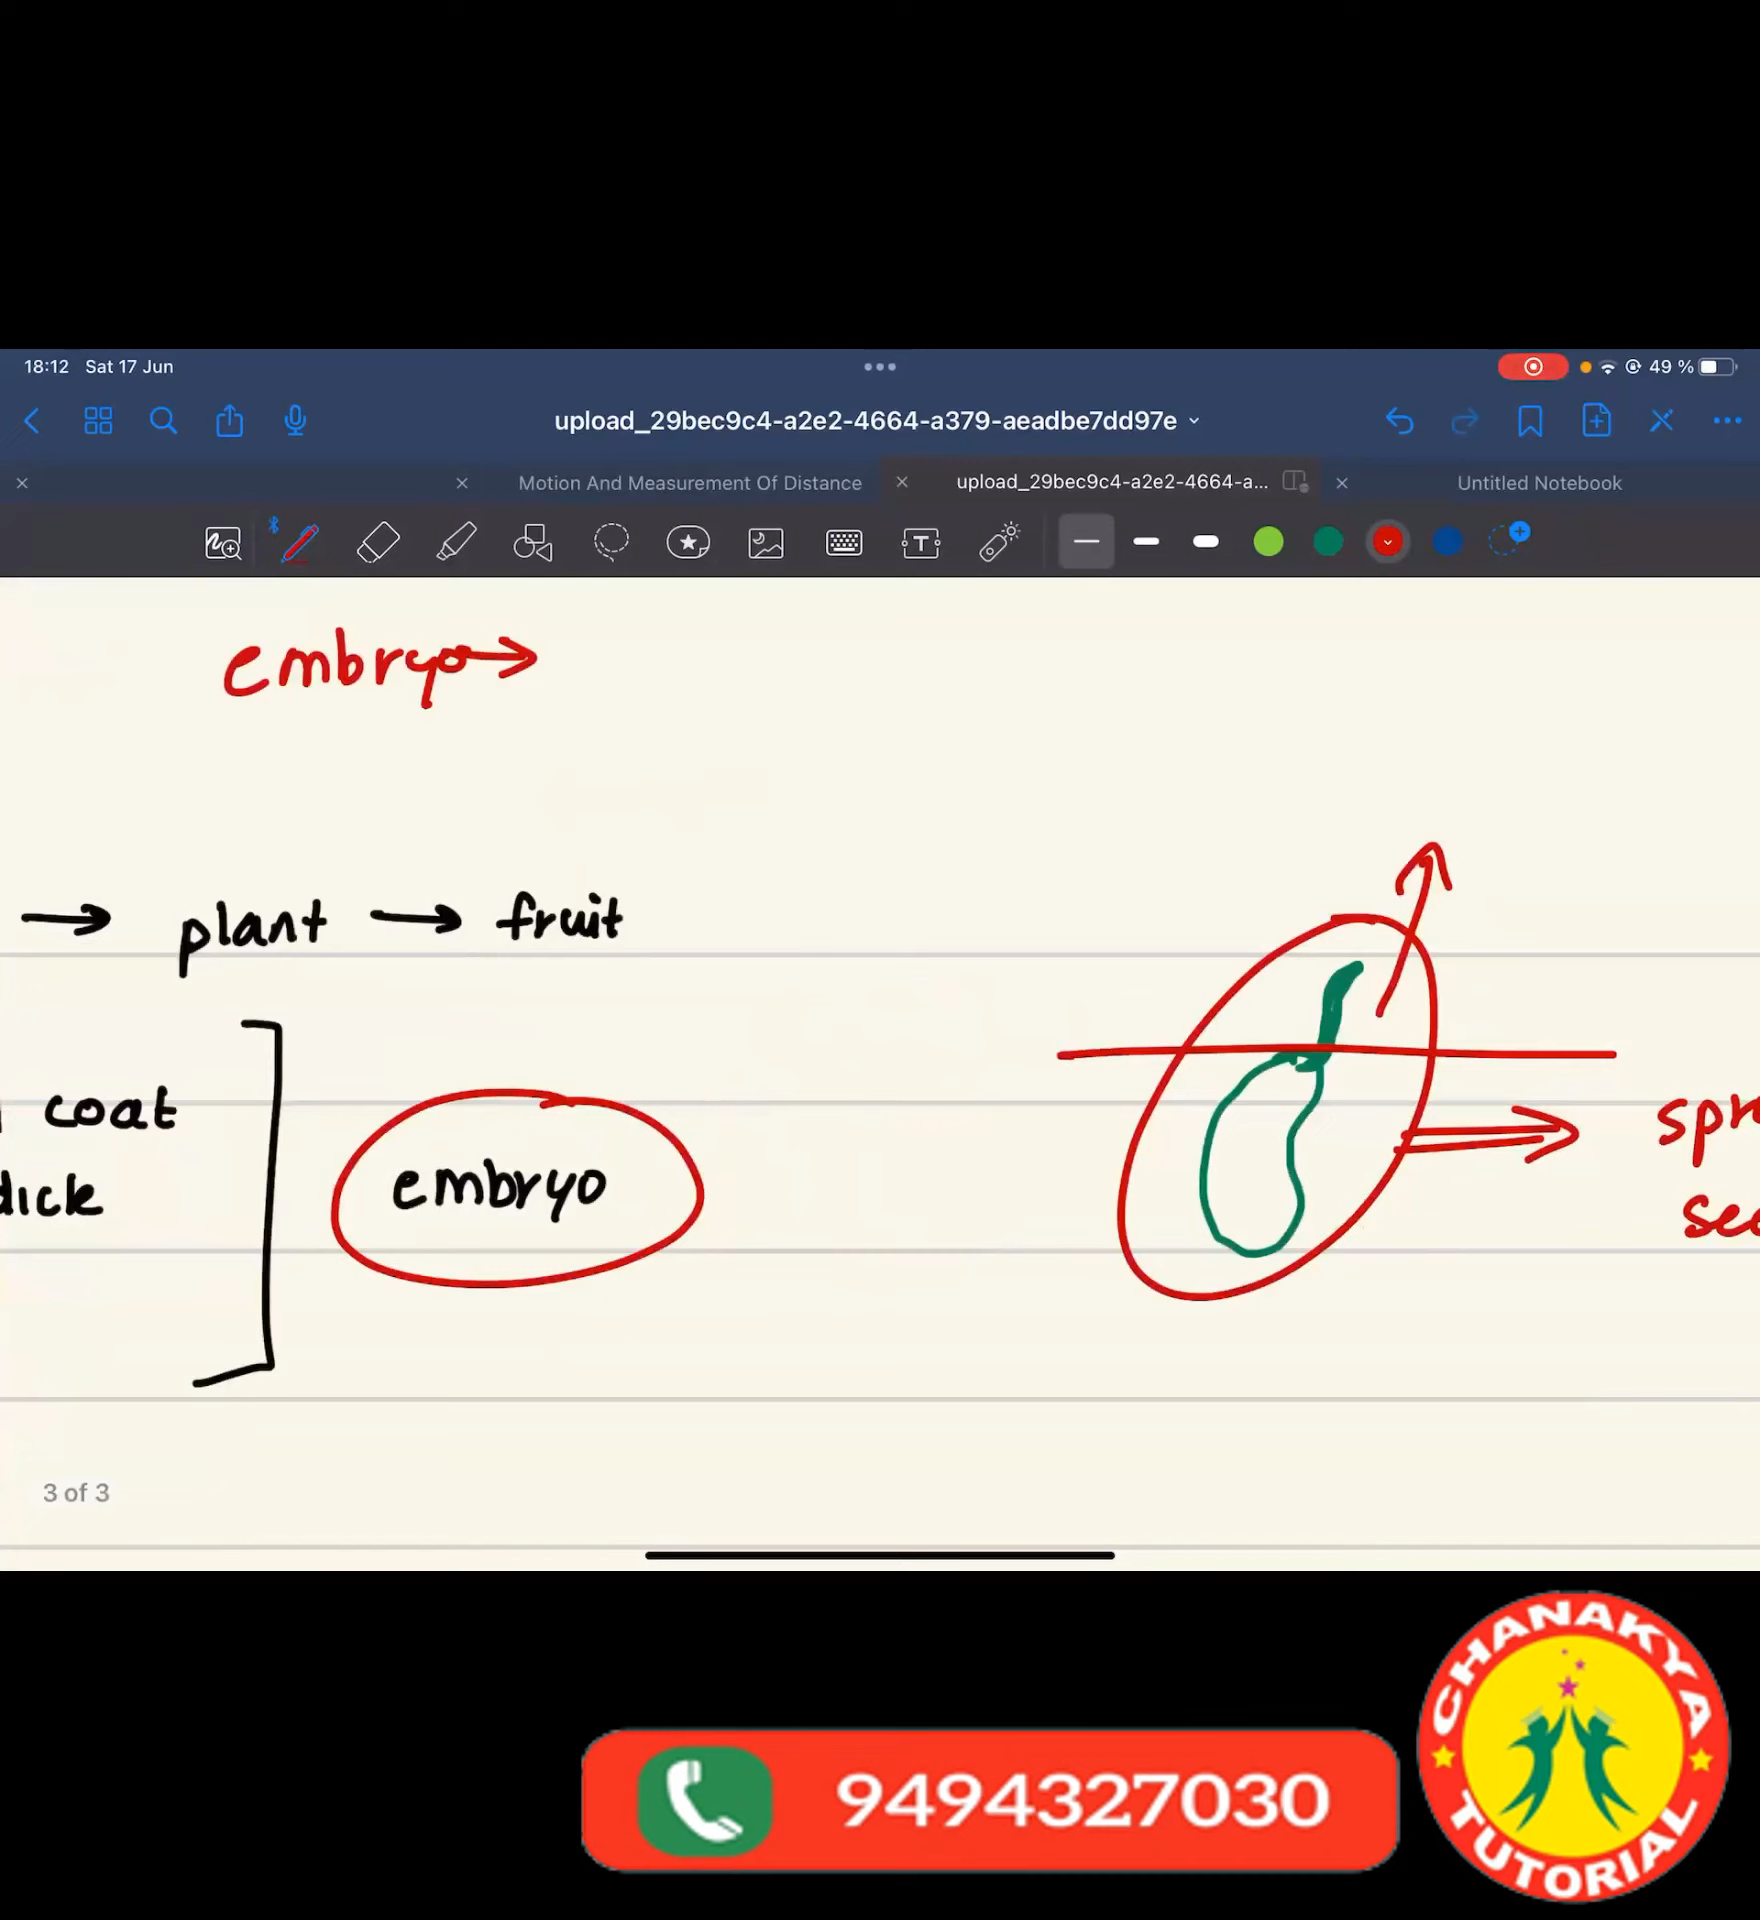 18:12 Sat 17 Jun
49 %
upload_29bec9c4-a2e2-4664-a379-aeadbe7dd97e
Motion And Measurement Of Distance
upload_29bec9c4-a2e2-4664-a...
Untitled Notebook
embryo→
→ plant → fruit
coat
embryo
3 of 3
9494327030
CHANAKYA
TUTORIAL